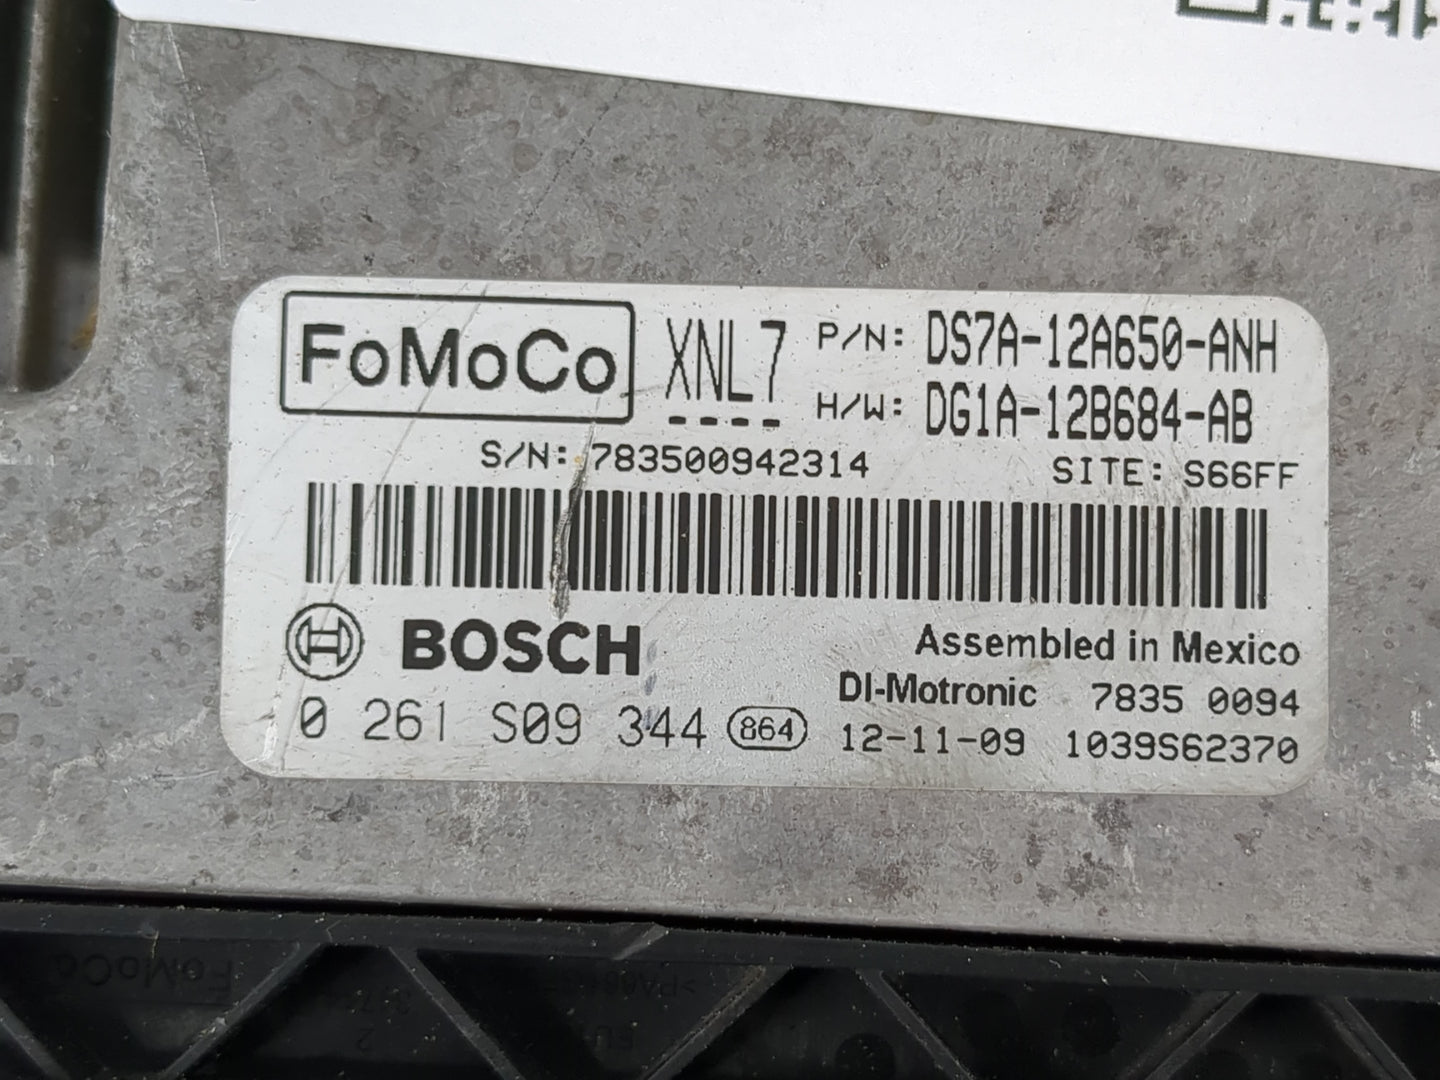 FoMoCo XNL7 P/N: DS7A-12A650-ANH
H/W: DG1A-12B684-AB
S/N: 783500942314 SITE: S66FF
BOSCH Assembled in Mexico
DI-Motronic 7835 0094
0 261 S09 344 864 12-11-09 1039S62370
FoMoCo